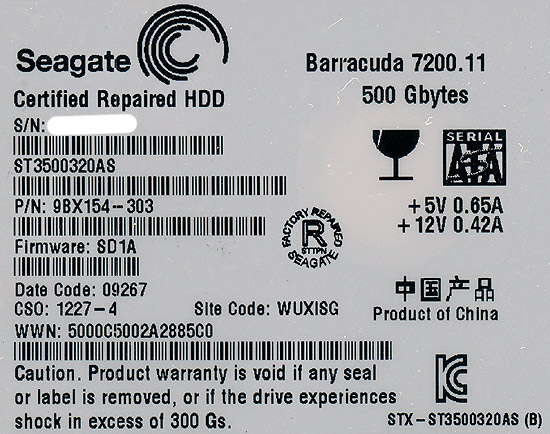 Seagate
Barracuda 7200.11
Certified Repaired HDD
500 Gbytes
S/N:
SERIAL
ATA
ST3500320AS
P/N: 9BX154-303
+5V 0.65A
+12V 0.42A
FACTORY REPAIRED
R
STTPN
SEAGATE
Firmware: SD1A
Date Code: 09267
中国产品
CSO: 1227-4
Site Code: WUXISG
Product of China
WWN: 5000C5002A2885C0
Caution. Product warranty is void if any seal
or label is removed, or if the drive experiences
shock in excess of 300 Gs.
STX-ST3500320AS (B)